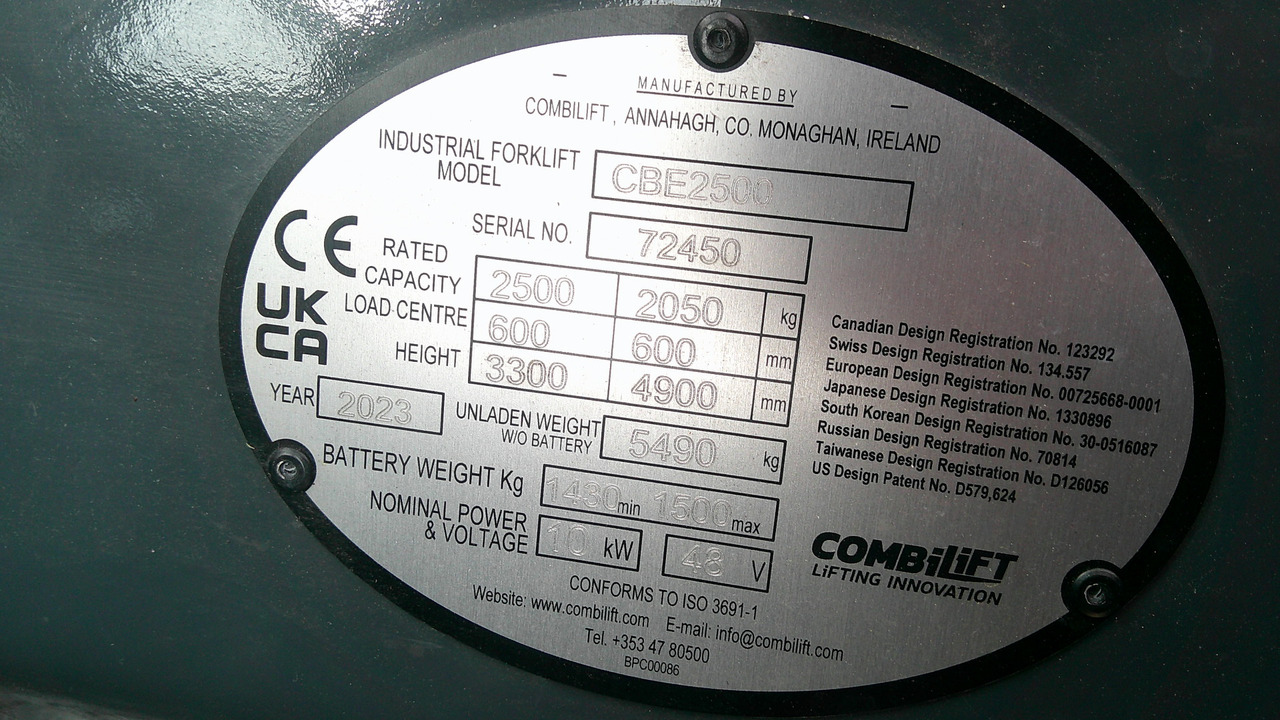 MANUFACTURED BY
COMBILIFT , ANNAHAGH, CO. MONAGHAN, IRELAND
INDUSTRIAL FORKLIFT
MODEL
CBE2500
SERIAL NO. 72450
CE
UK
CA
RATED
CAPACITY 2500 2050 kg
LOAD CENTRE 600 600 mm
HEIGHT 3300 4900 mm
YEAR 2023
UNLADEN WEIGHT
W/O BATTERY
5490 kg
BATTERY WEIGHT Kg 1430 min 1500 max
NOMINAL POWER
& VOLTAGE
10 kW 48 V
Canadian Design Registration No. 123292
Swiss Design Registration No. 134.557
European Design Registration No. 00725668-0001
Japanese Design Registration No. 1330896
South Korean Design Registration No. 30-0516087
Russian Design Registration No. 70814
Taiwanese Design Registration No. D126056
US Design Patent No. D579,624
COMBiLiFT
LiFTING INNOVATION
CONFORMS TO ISO 3691-1
Website: www.combilift.com E-mail: info@combilift.com
Tel. +353 47 80500
BPC00086